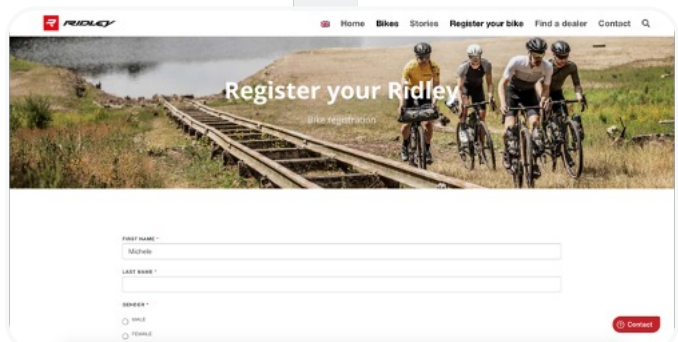 RIDLEY
Home Bikes Stories Register your bike Find a dealer Contact
Register your Ridley
Bike registration
FIRST NAME *
Michele
LAST NAME *
GENDER *
MALE
FEMALE
Contact